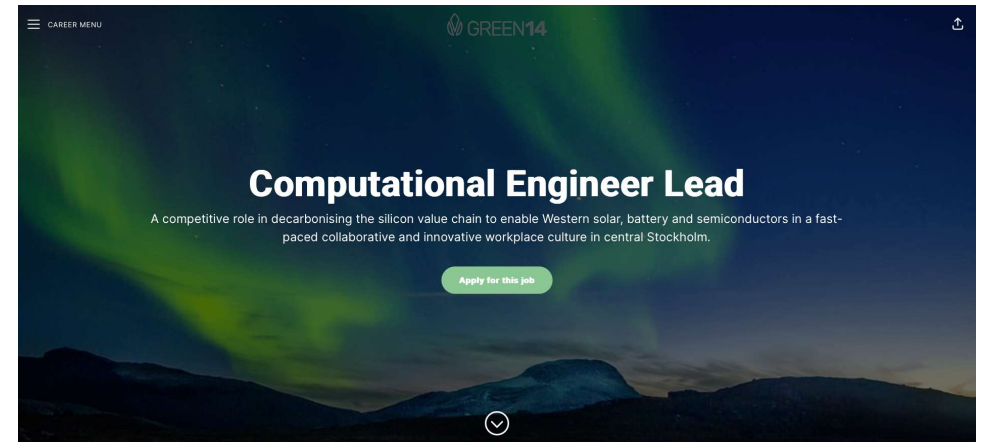 CAREER MENU
GREEN14
Computational Engineer Lead
A competitive role in decarbonising the silicon value chain to enable Western solar, battery and semiconductors in a fast-
paced collaborative and innovative workplace culture in central Stockholm.
Apply for this job